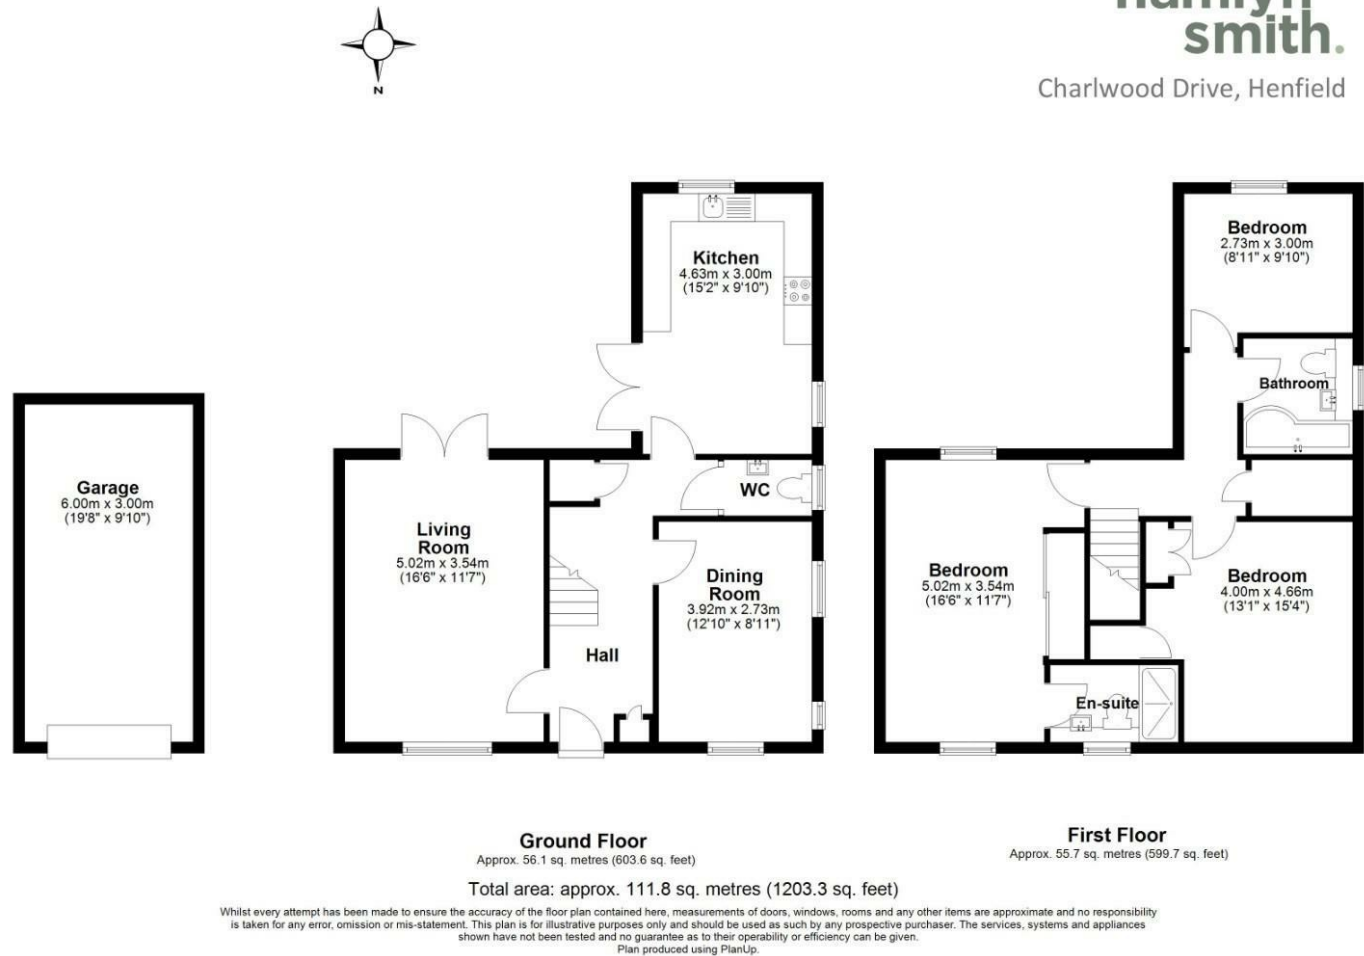 hamlyn
smith.
Charlwood Drive, Henfield
N
Kitchen
4.63m x 3.00m
(15'2" x 9'10")
Bedroom
2.73m x 3.00m
(8'11" x 9'10")
Bathroom
Garage
6.00m x 3.00m
(19'8" x 9'10")
WC
Living
Room
5.02m x 3.54m
(16'6" x 11'7")
Dining
Room
3.92m x 2.73m
(12'10" x 8'11")
Hall
Bedroom
5.02m x 3.54m
(16'6" x 11'7")
Bedroom
4.00m x 4.66m
(13'1" x 15'4")
En-suite
Ground Floor
Approx. 56.1 sq. metres (603.6 sq. feet)
First Floor
Approx. 55.7 sq. metres (599.7 sq. feet)
Total area: approx. 111.8 sq. metres (1203.3 sq. feet)
Whilst every attempt has been made to ensure the accuracy of the floor plan contained here, measurements of doors, windows, rooms and any other items are approximate and no responsibility
is taken for any error, omission or mis-statement. This plan is for illustrative purposes only and should be used as such by any prospective purchaser. The services, systems and appliances
shown have not been tested and no guarantee as to their operability or efficiency can be given.
Plan produced using PlanUp.